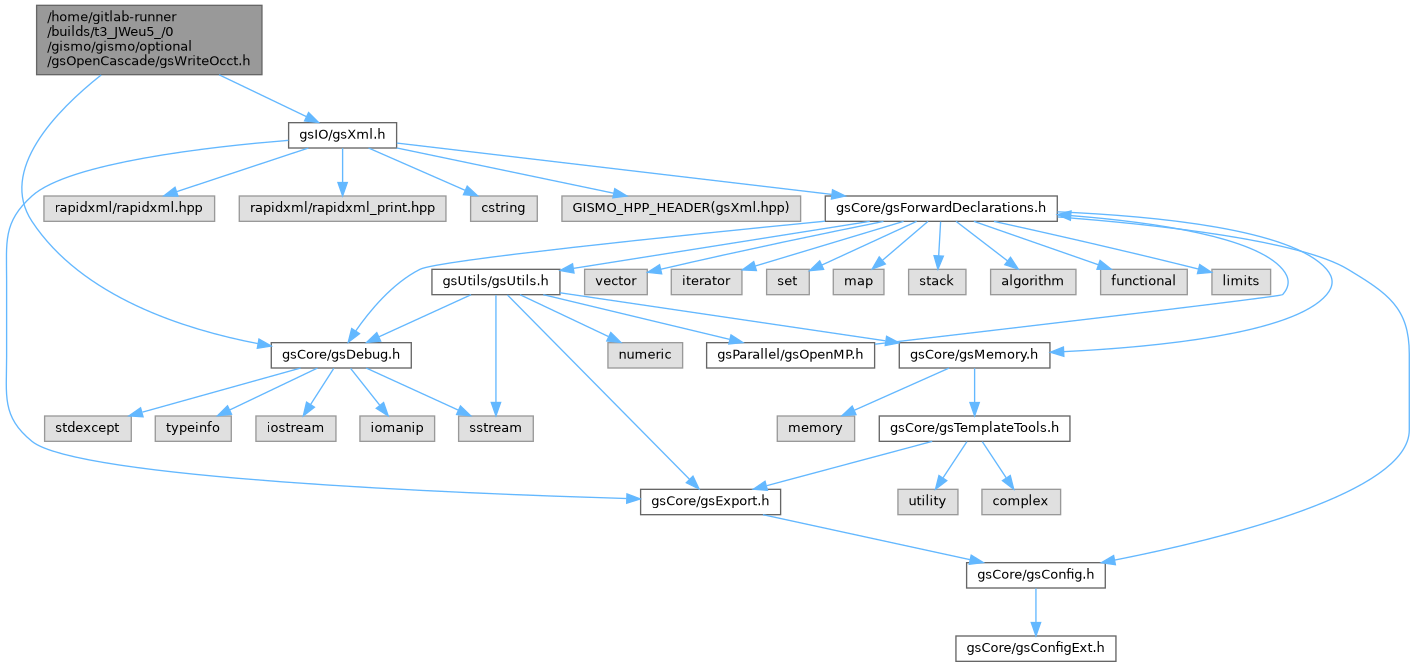 /home/gitlab-runner
/builds/t3_JWeu5_/0
/gismo/gismo/optional
/gsOpenCascade/gsWriteOcct.h
gsIO/gsXml.h
rapidxml/rapidxml.hpp
rapidxml/rapidxml_print.hpp
cstring
GISMO_HPP_HEADER(gsXml.hpp)
gsCore/gsForwardDeclarations.h
gsUtils/gsUtils.h
vector
iterator
set
map
stack
algorithm
functional
limits
gsCore/gsDebug.h
numeric
gsParallel/gsOpenMP.h
gsCore/gsMemory.h
stdexcept
typeinfo
iostream
iomanip
sstream
memory
gsCore/gsTemplateTools.h
gsCore/gsExport.h
utility
complex
gsCore/gsConfig.h
gsCore/gsConfigExt.h